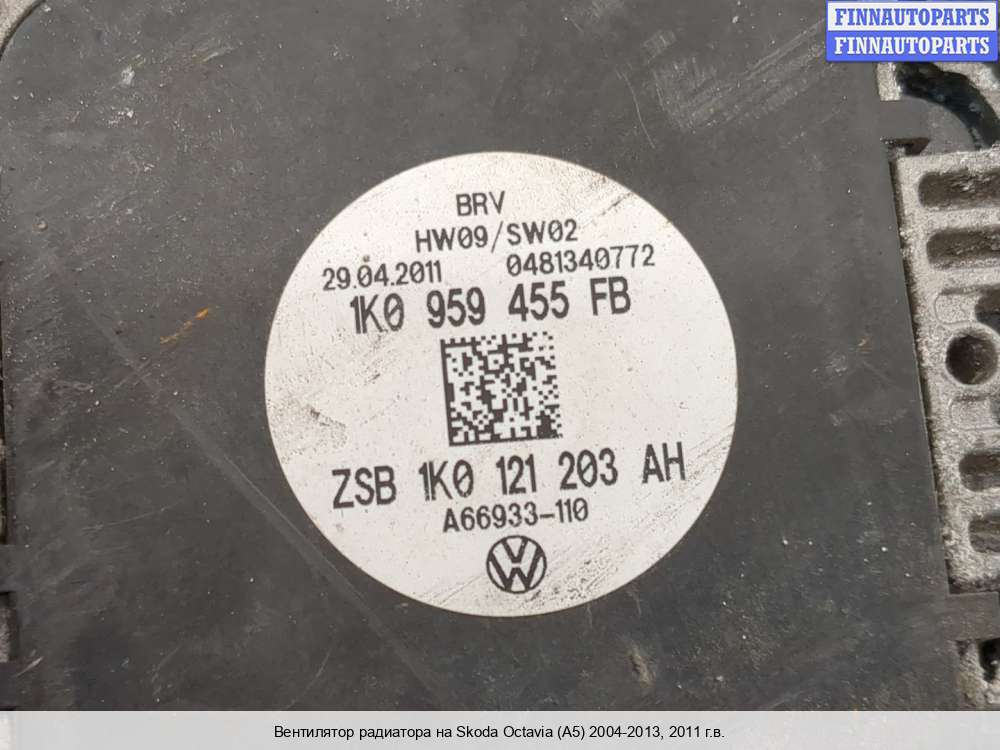 FINNAUTOPARTS
FINNAUTOPARTS
BRV
HW09/SW02
29.04.2011 0481340772
1K0 959 455 FB
ZSB 1K0 121 203 AH
A66933-110
Вентилятор радиатора на Skoda Octavia (A5) 2004-2013, 2011 г.в.